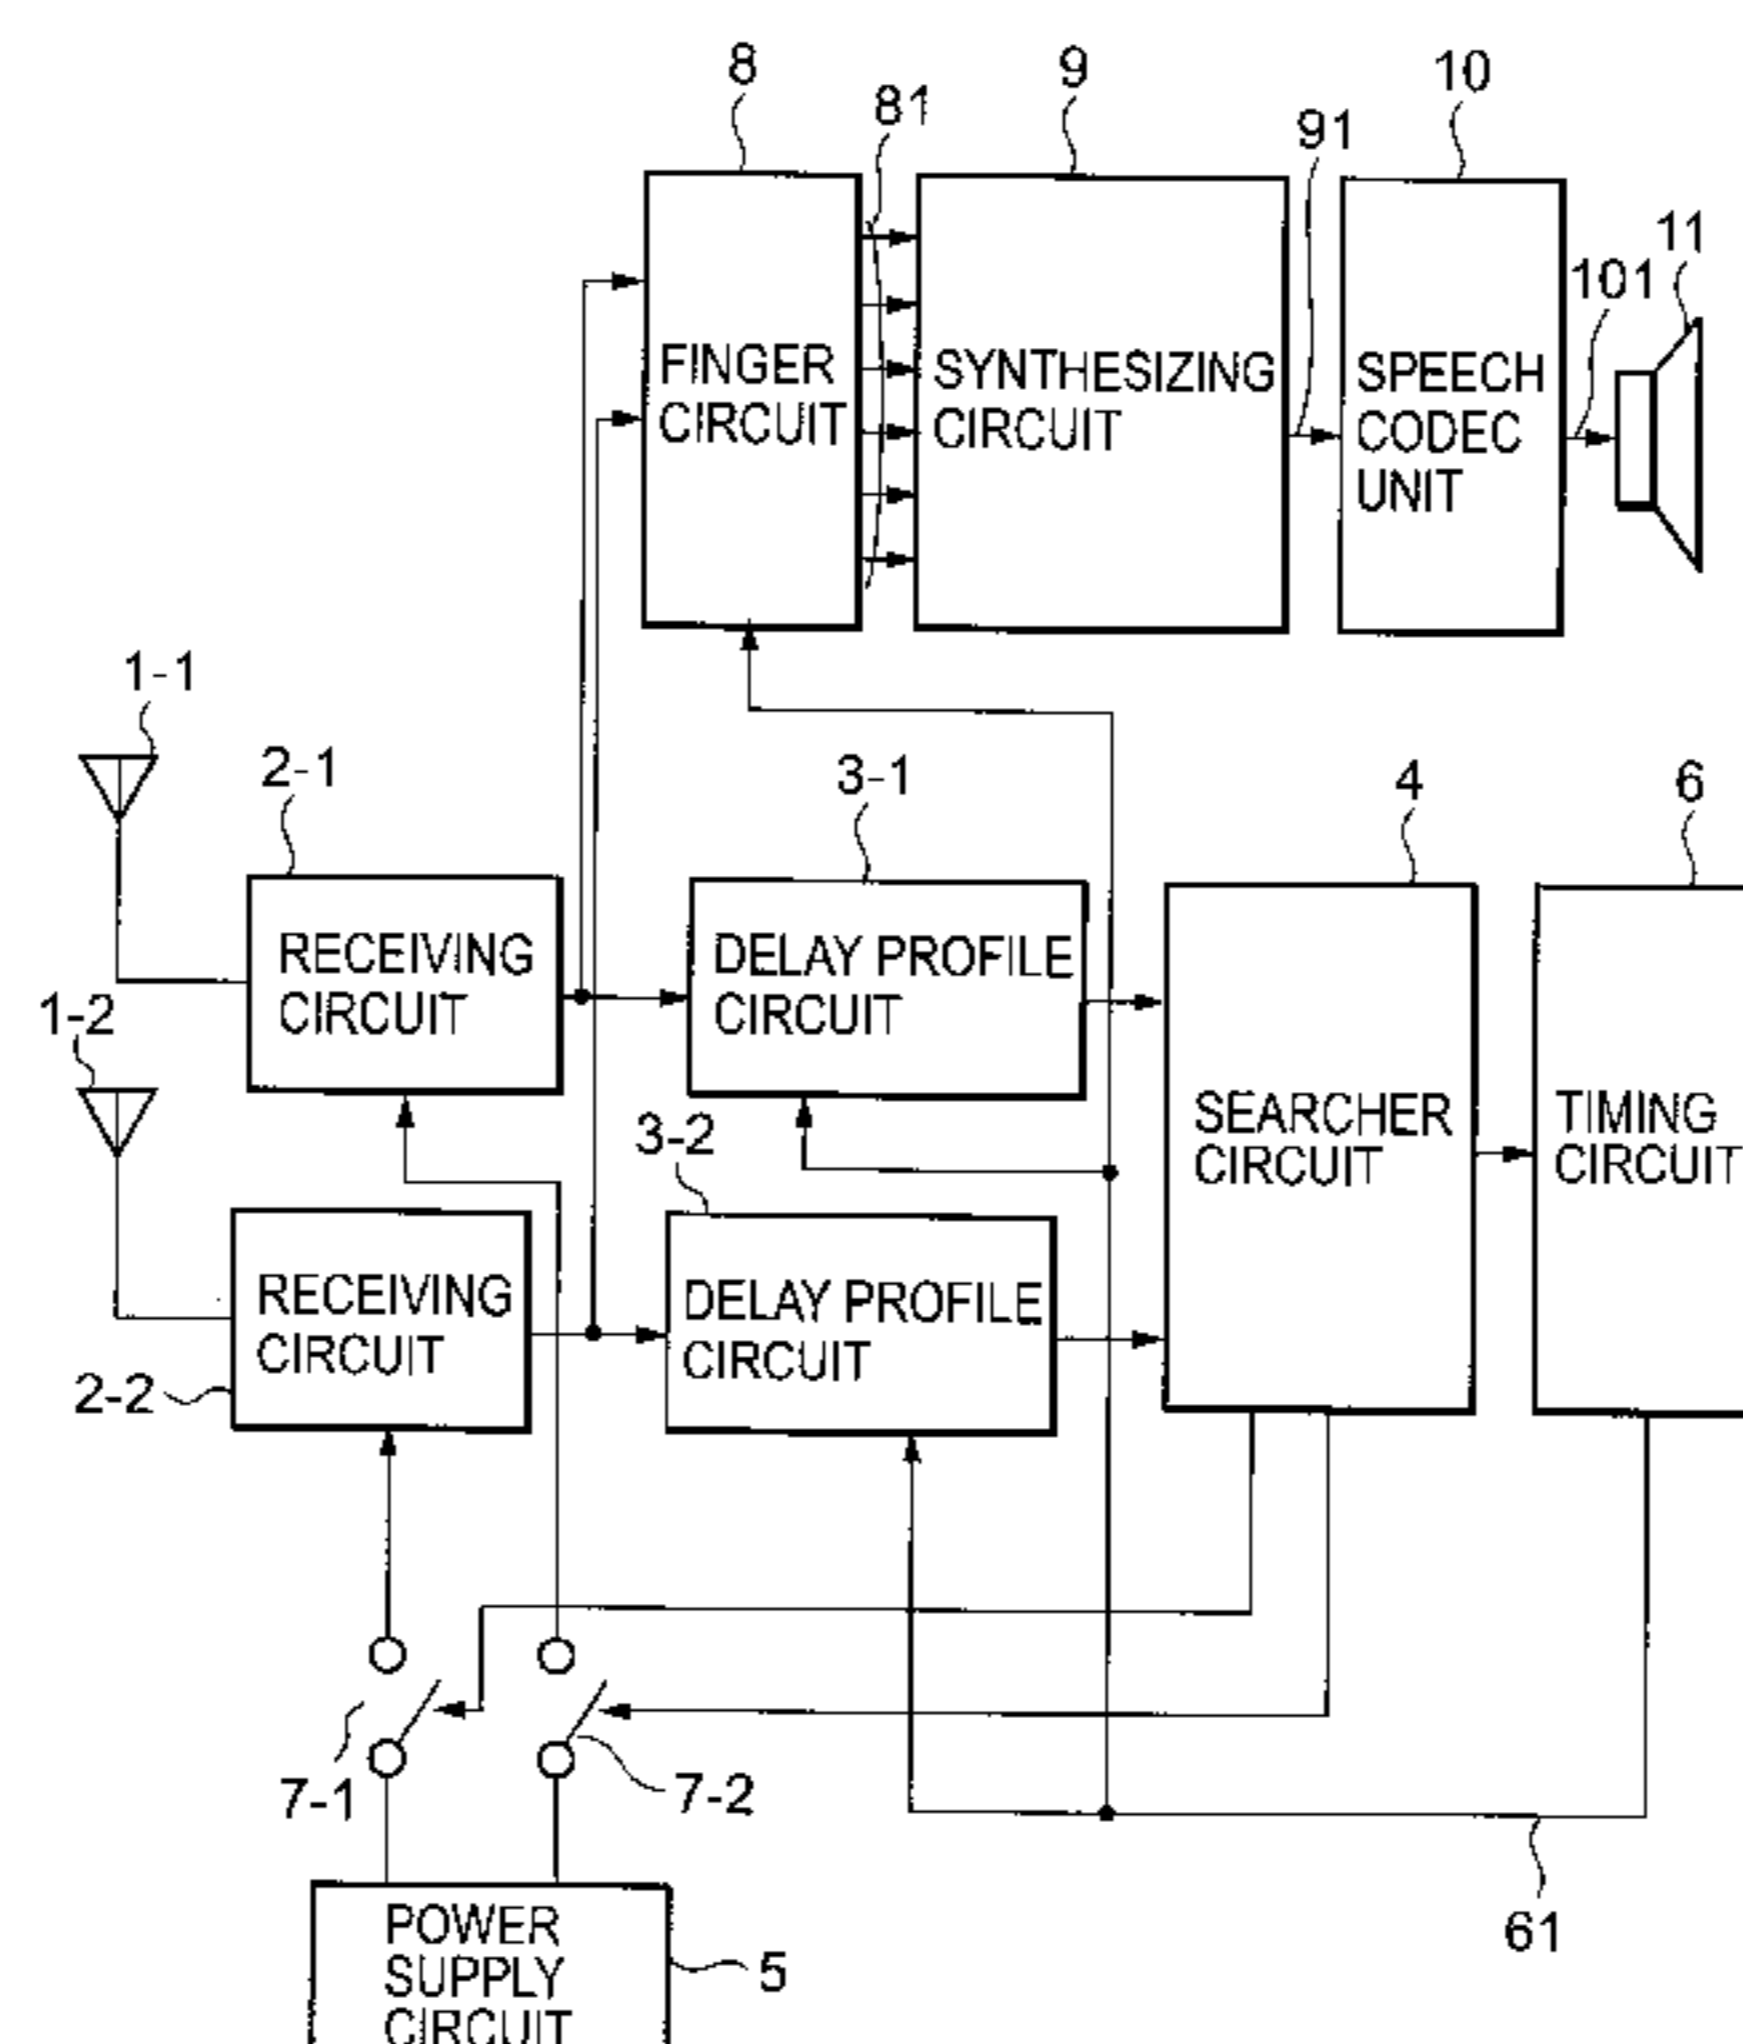 8
81
9
91
10
101
11
FINGER
CIRCUIT
SYNTHESIZING
CIRCUIT
SPEECH
CODEC
UNIT
1-1
2-1
3-1
4
6
RECEIVING
CIRCUIT
DELAY PROFILE
CIRCUIT
1-2
SEARCHER
CIRCUIT
TIMING
CIRCUIT
3-2
RECEIVING
CIRCUIT
DELAY PROFILE
CIRCUIT
2-2
7-1
7-2
61
POWER
SUPPLY
CIRCUIT
5